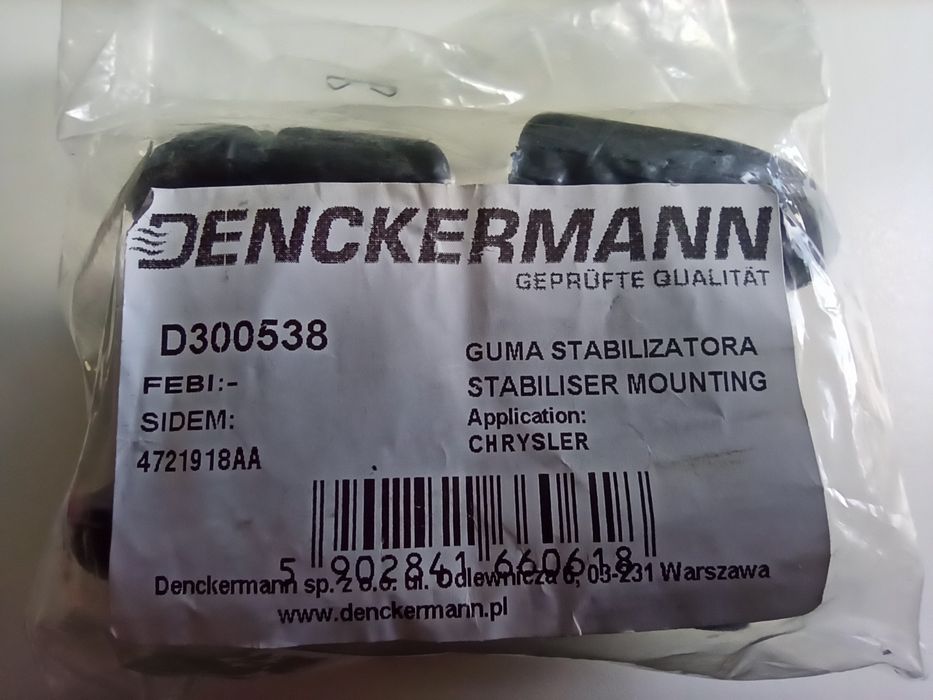 DENCKERMANN
GEPRÜFTE QUALITÄT
D300538
FEBI:-
SIDEM:
4721918AA
GUMA STABILIZATORA
STABILISER MOUNTING
Application:
CHRYSLER
5 902841 660618
Denckermann sp. z o.o. ul. Odlewnicza 6, 03-231 Warszawa
www.denckermann.pl